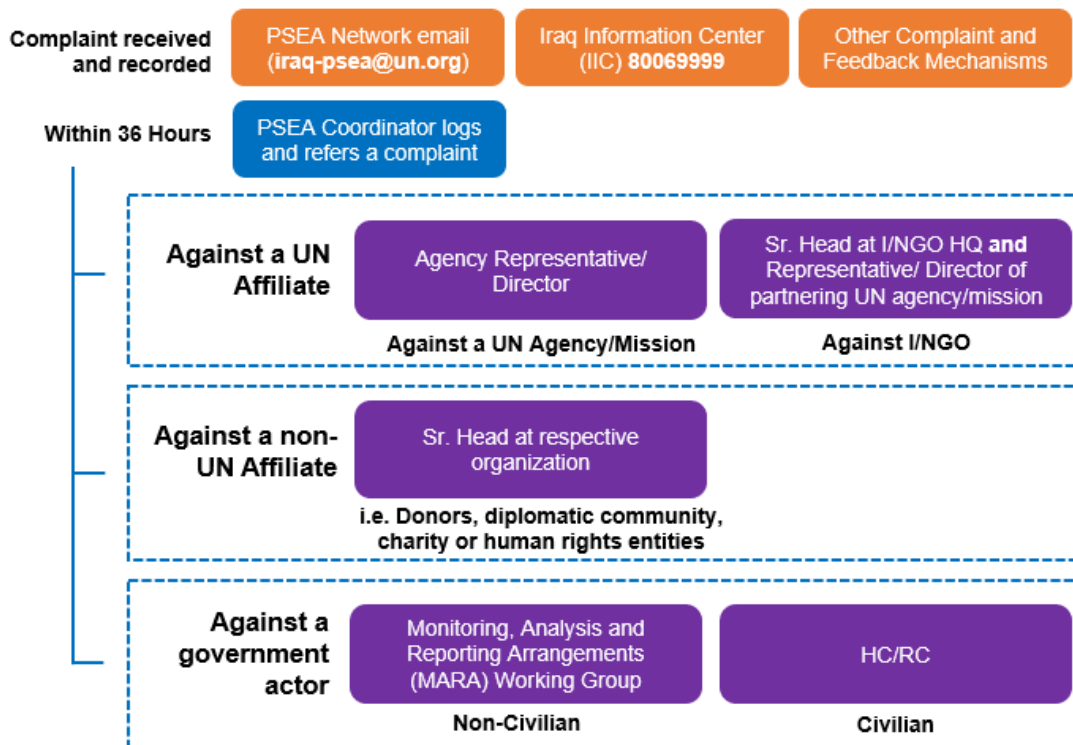 Complaint received
and recorded
PSEA Network email
(iraq-psea@un.org)
Iraq Information Center
(IIC) 80069999
Other Complaint and
Feedback Mechanisms
Within 36 Hours
PSEA Coordinator logs
and refers a complaint
Against a UN
Affiliate
Agency Representative/
Director
Against a UN Agency/Mission
Sr. Head at I/NGO HQ and
Representative/ Director of
partnering UN agency/mission
Against I/NGO
Against a non-
UN Affiliate
Sr. Head at respective
organization
i.e. Donors, diplomatic community,
charity or human rights entities
Against a
government
actor
Monitoring, Analysis and
Reporting Arrangements
(MARA) Working Group
Non-Civilian
HC/RC
Civilian